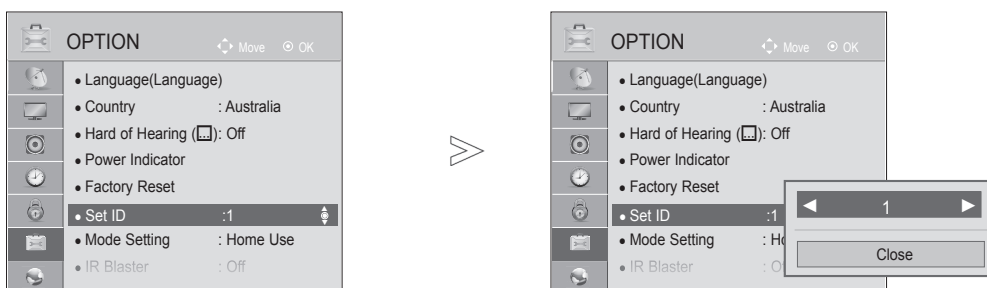 OPTION
Move
OK
• Language(Language)
• Country : Australia
• Hard of Hearing ( ): Off
• Power Indicator
• Factory Reset
• Set ID :1
• Mode Setting : Home Use
• IR Blaster : Off
OPTION
Move
OK
• Language(Language)
• Country : Australia
• Hard of Hearing ( ): Off
• Power Indicator
• Factory Reset
• Set ID :1
• Mode Setting : Ho
• IR Blaster : O
◀ 1 ▶
Close